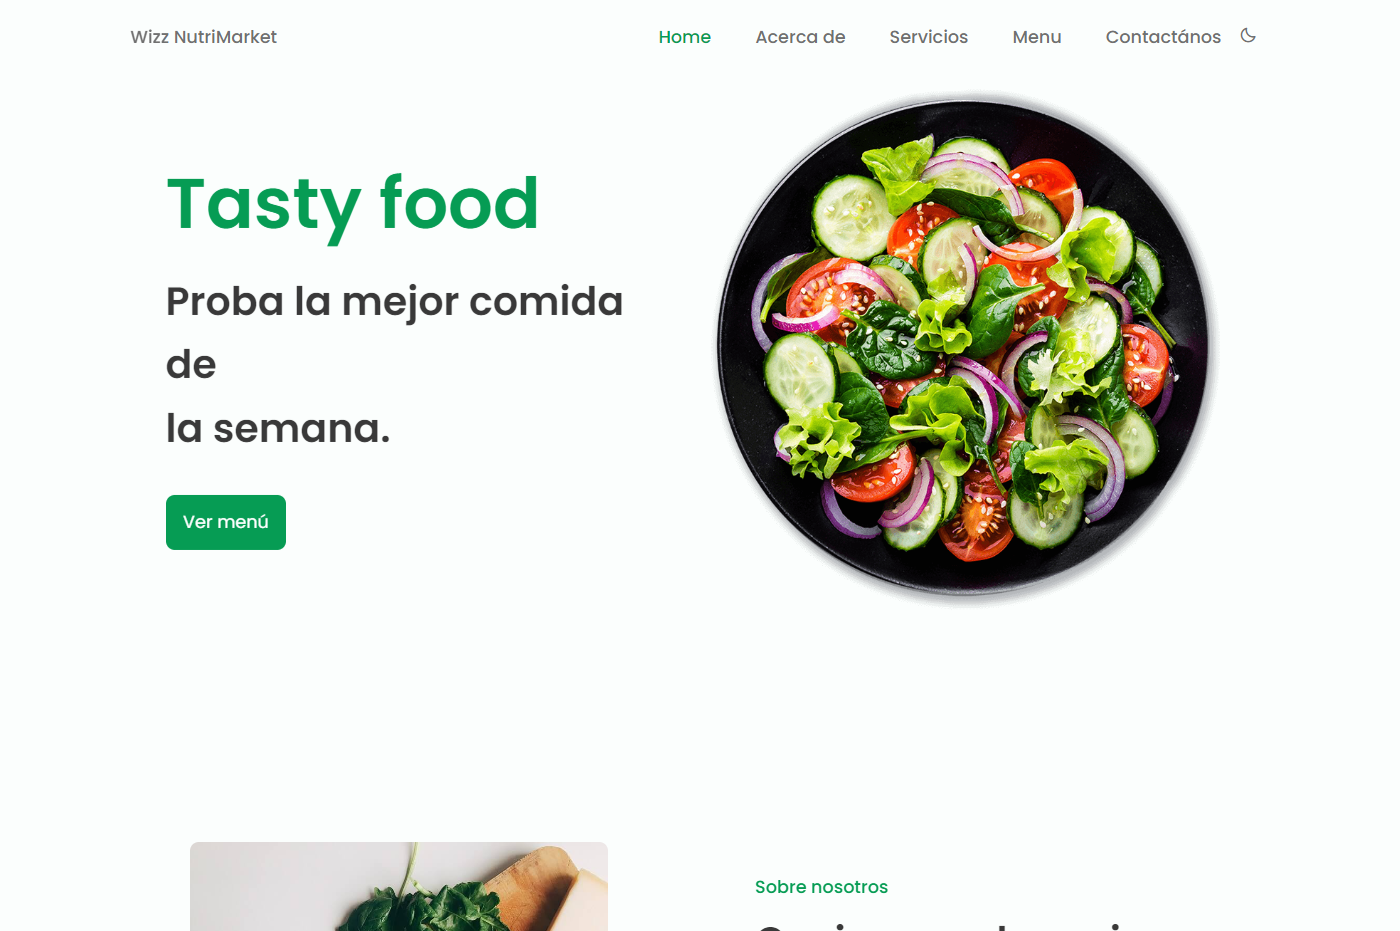 Wizz NutriMarket
Home
Acerca de
Servicios
Menu
Contactános
Tasty food
Proba la mejor comida
de
la semana.
Ver menú
Sobre nosotros